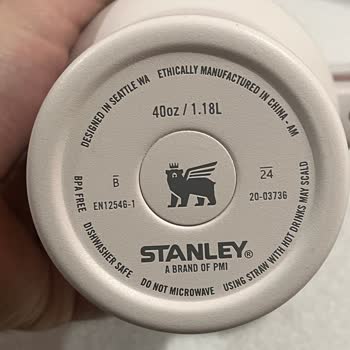 DESIGNED IN SEATTLE WA
ETHICALLY MANUFACTURED IN CHINA - AM
40oz / 1.18L
B
24
BPA FREE
EN12546-1
20-03736
STANLEY®
A BRAND OF PMI
DISHWASHER SAFE
DO NOT MICROWAVE
USING STRAW WITH HOT DRINKS MAY SCALD